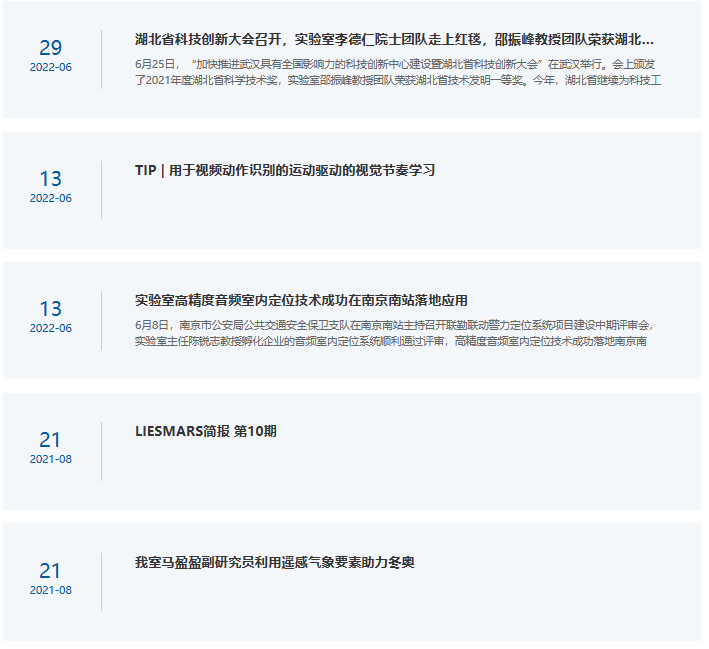 29
2022-06
湖北省科技创新大会召开，实验室李德仁院士团队走上红毯，邵振峰教授团队荣获湖北...
6月25日，“加快推进武汉具有全国影响力的科技创新中心建设暨湖北省科技创新大会”在武汉举行。会上颁发
了2021年度湖北省科学技术奖，实验室邵振峰教授团队荣获湖北省技术发明一等奖。今年，湖北省继续为科技工
13
2022-06
TIP | 用于视频动作识别的运动驱动的视觉节奏学习
13
2022-06
实验室高精度音频室内定位技术成功在南京南站落地应用
6月8日，南京市公安局公共交通安全保卫支队在南京南站主持召开联勤联动警力定位系统项目建设中期评审会，
实验室主任陈锐志教授孵化企业的音频室内定位系统顺利通过评审，高精度音频室内定位技术成功落地南京南
21
2021-08
LIESMARS简报 第10期
21
2021-08
我室马盈盈副研究员利用遥感气象要素助力冬奥